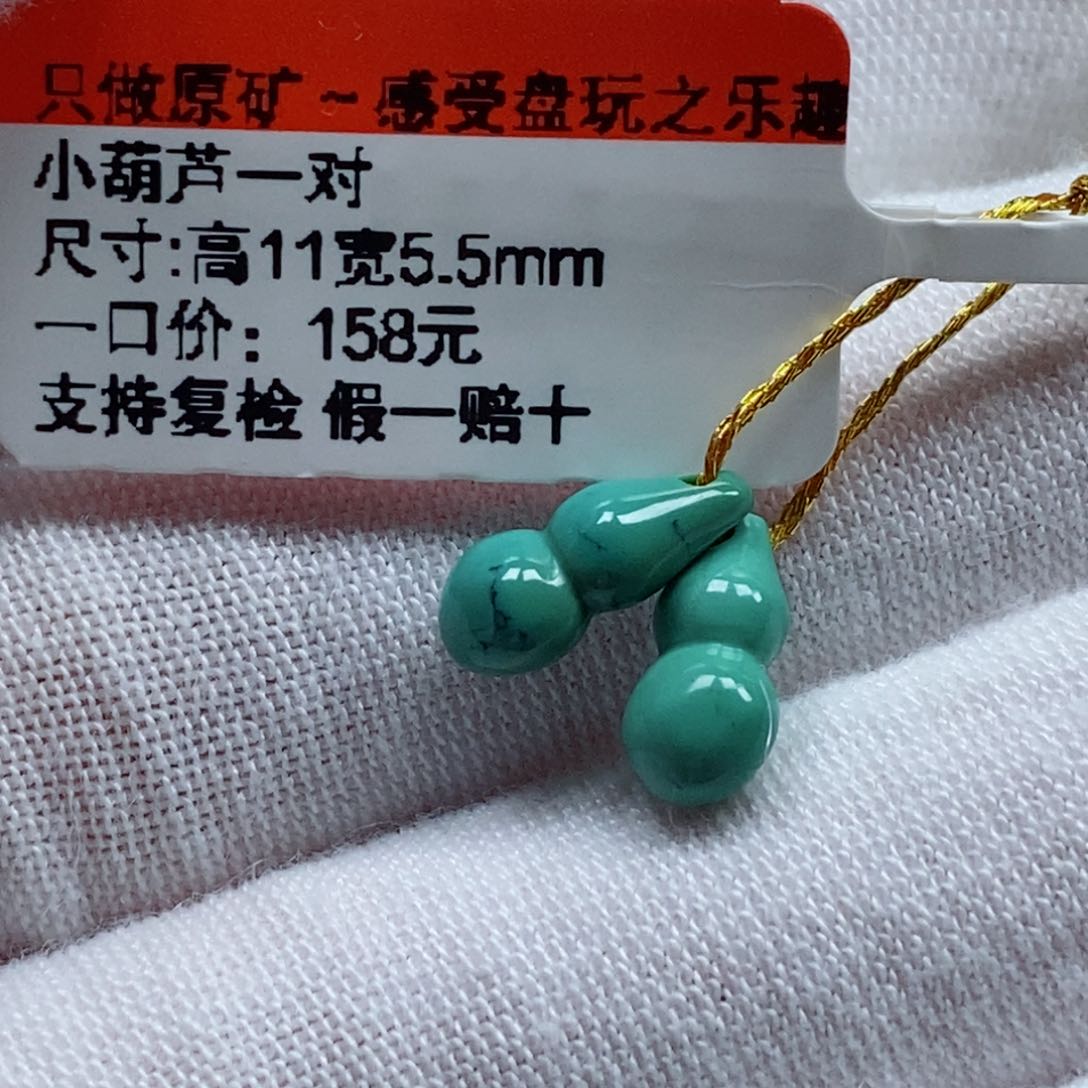 只做原矿~感受盘玩之乐趣
小葫芦一对
尺寸:高11宽5.5mm
一口价：158元
支持复检 假一赔十